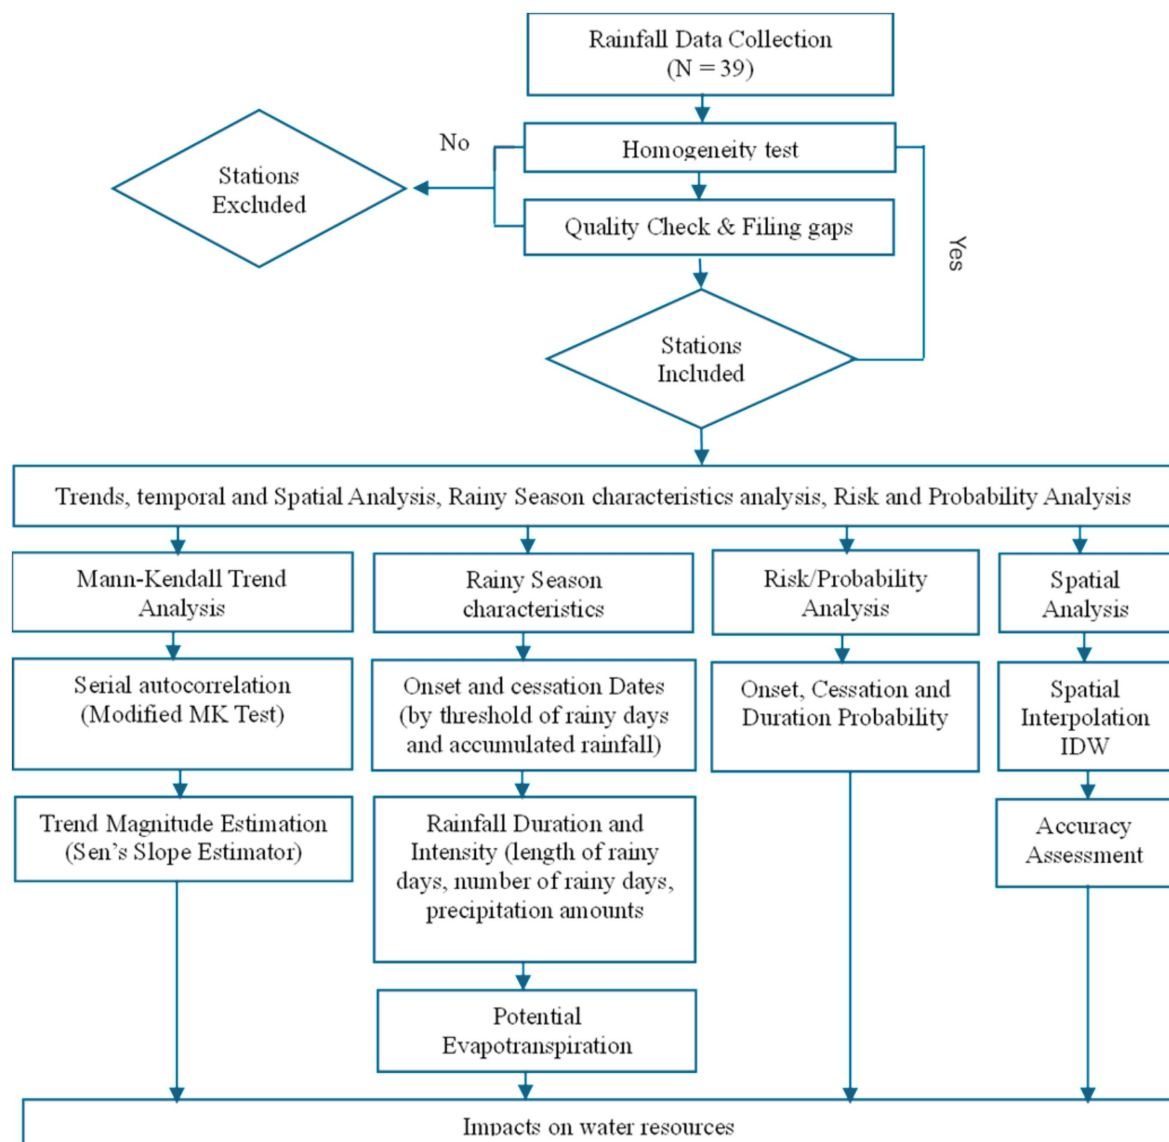 Rainfall Data Collection
(N = 39)
No
Homogeneity test
Stations
Excluded
Quality Check & Filing gaps
Yes
Stations
Included
Trends, temporal and Spatial Analysis, Rainy Season characteristics analysis, Risk and Probability Analysis
Mann-Kendall Trend
Analysis
Rainy Season
characteristics
Risk/Probability
Analysis
Spatial
Analysis
Serial autocorrelation
(Modified MK Test)
Onset and cessation Dates
(by threshold of rainy days
and accumulated rainfall)
Onset, Cessation and
Duration Probability
Spatial
Interpolation
IDW
Trend Magnitude Estimation
(Sen's Slope Estimator)
Rainfall Duration and
Intensity (length of rainy
days, number of rainy days,
precipitation amounts
Accuracy
Assessment
Potential
Evapotranspiration
Impacts on water resources